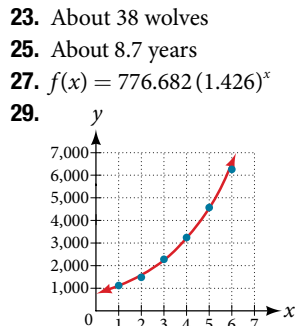 23. About 38 wolves
25. About 8.7 years
27. f(x) = 776.682 (1.426)^x
29.
y
7,000
6,000
5,000
4,000
3,000
2,000
1,000
0 1 2 3 4 5 6 7 x